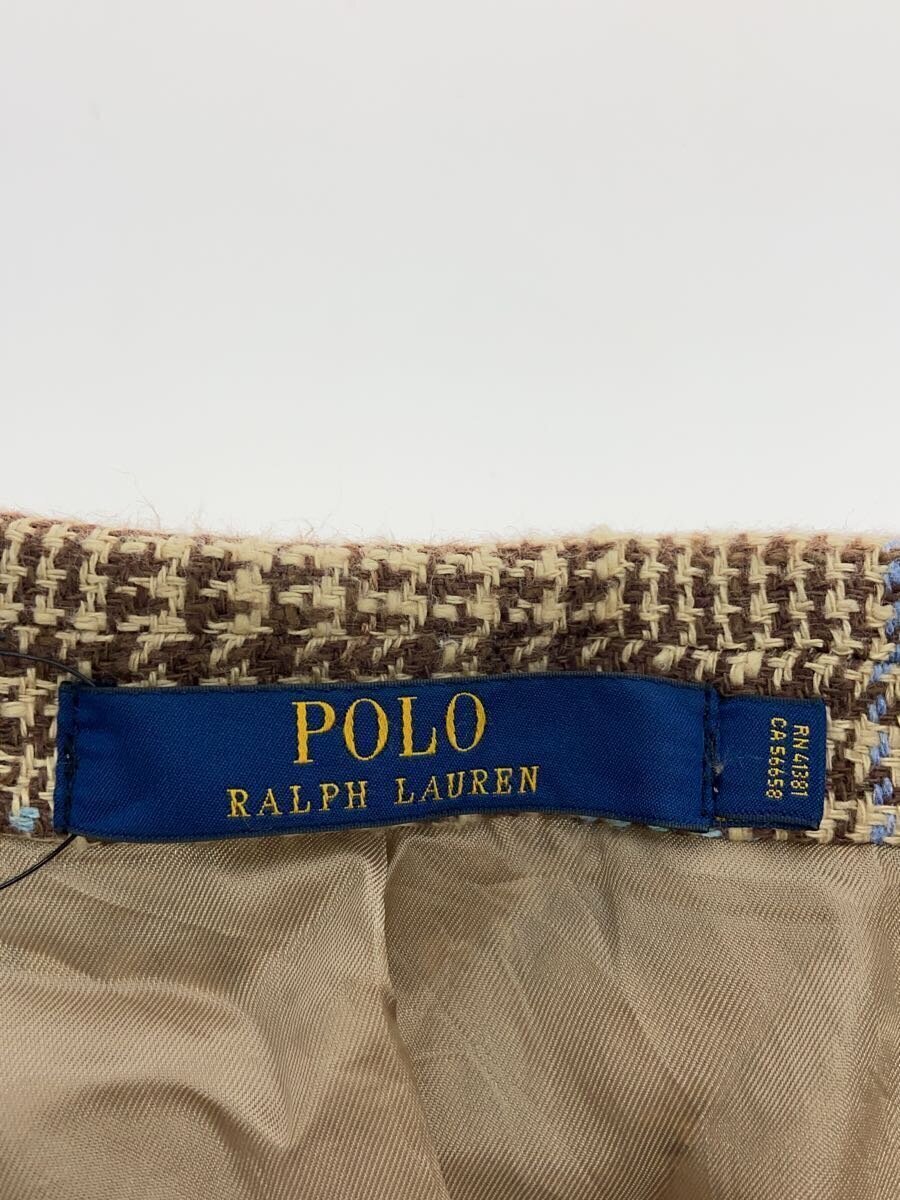 POLO
RALPH LAUREN
RN 41381
CA 56658